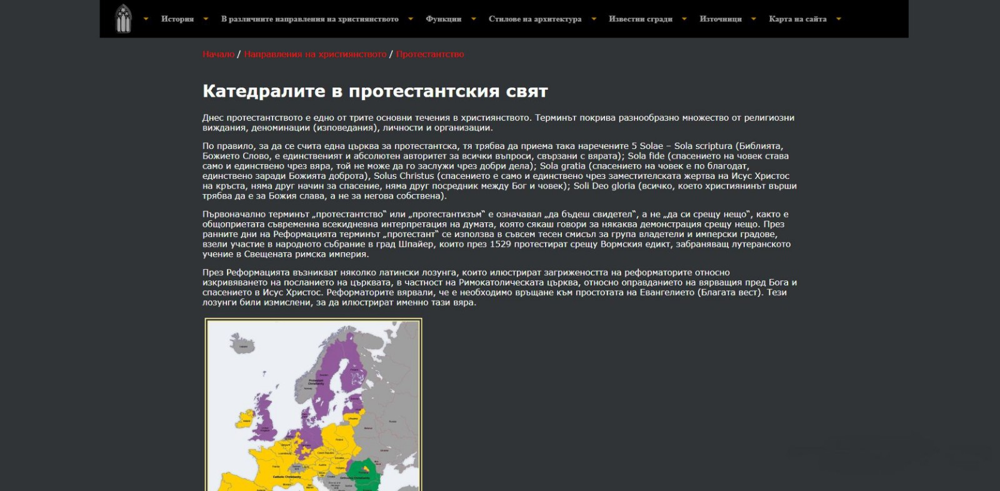 История В различните направления на християнството Функции Стилове на архитектура Известни сгради Източници Карта на сайта
Начало / Направления на християнството / Протестантство
Катедралите в протестантския свят
Днес протестантството е едно от трите основни течения в християнството. Терминът покрива разнообразно множество от религиозни
виждания, деноминации (изповедания), личности и организации.
По правило, за да се счита една църква за протестантска, тя трябва да приема така наречените 5 Solae – Sola scriptura (Библията,
Божието Слово, е единственият и абсолютен авторитет за всички въпроси, свързани с вярата); Sola fide (спасението на човек става
само и единствено чрез вяра, той не може да го заслужи чрез добри дела); Sola gratia (спасението на човек е по благодат,
единствено заради Божията доброта), Solus Christus (спасението е само и единствено чрез заместителската жертва на Исус Христос
на кръста, няма друг начин за спасение, няма друг посредник между Бог и човек); Soli Deo gloria (всичко, което християнинът върши
трябва да е за Божия слава, а не за негова собствена).
Първоначално терминът „протестантство“ или „протестантизъм“ е означавал „да бъдеш свидетел“, а не „да си срещу нещо“, както е
общоприетата съвременна всекидневна интерпретация на думата, която сякаш говори за някаква демонстрация срещу нещо. През
ранните дни на Реформацията терминът „протестант“ се използва в съвсем тесен смисъл за група владетели и имперски градове,
взели участие в народното събрание в град Шпайер, които през 1529 протестират срещу Вормския едикт, забраняващ лутеранското
учение в Свещената римска империя.
През Реформацията възникват няколко латински лозунга, които илюстрират загрижеността на реформаторите относно
изкривяването на посланието на църквата, в частност на Римокатолическата църква, относно оправданието на вярващия пред Бога и
спасението в Исус Христос. Реформаторите вярвали, че е необходимо връщане към простотата на Евангелието (Благата вест). Тези
лозунги били измислени, за да илюстрират именно тази вяра.
Protestant
Christianity
Catholic Christianity
Orthodox Christianity